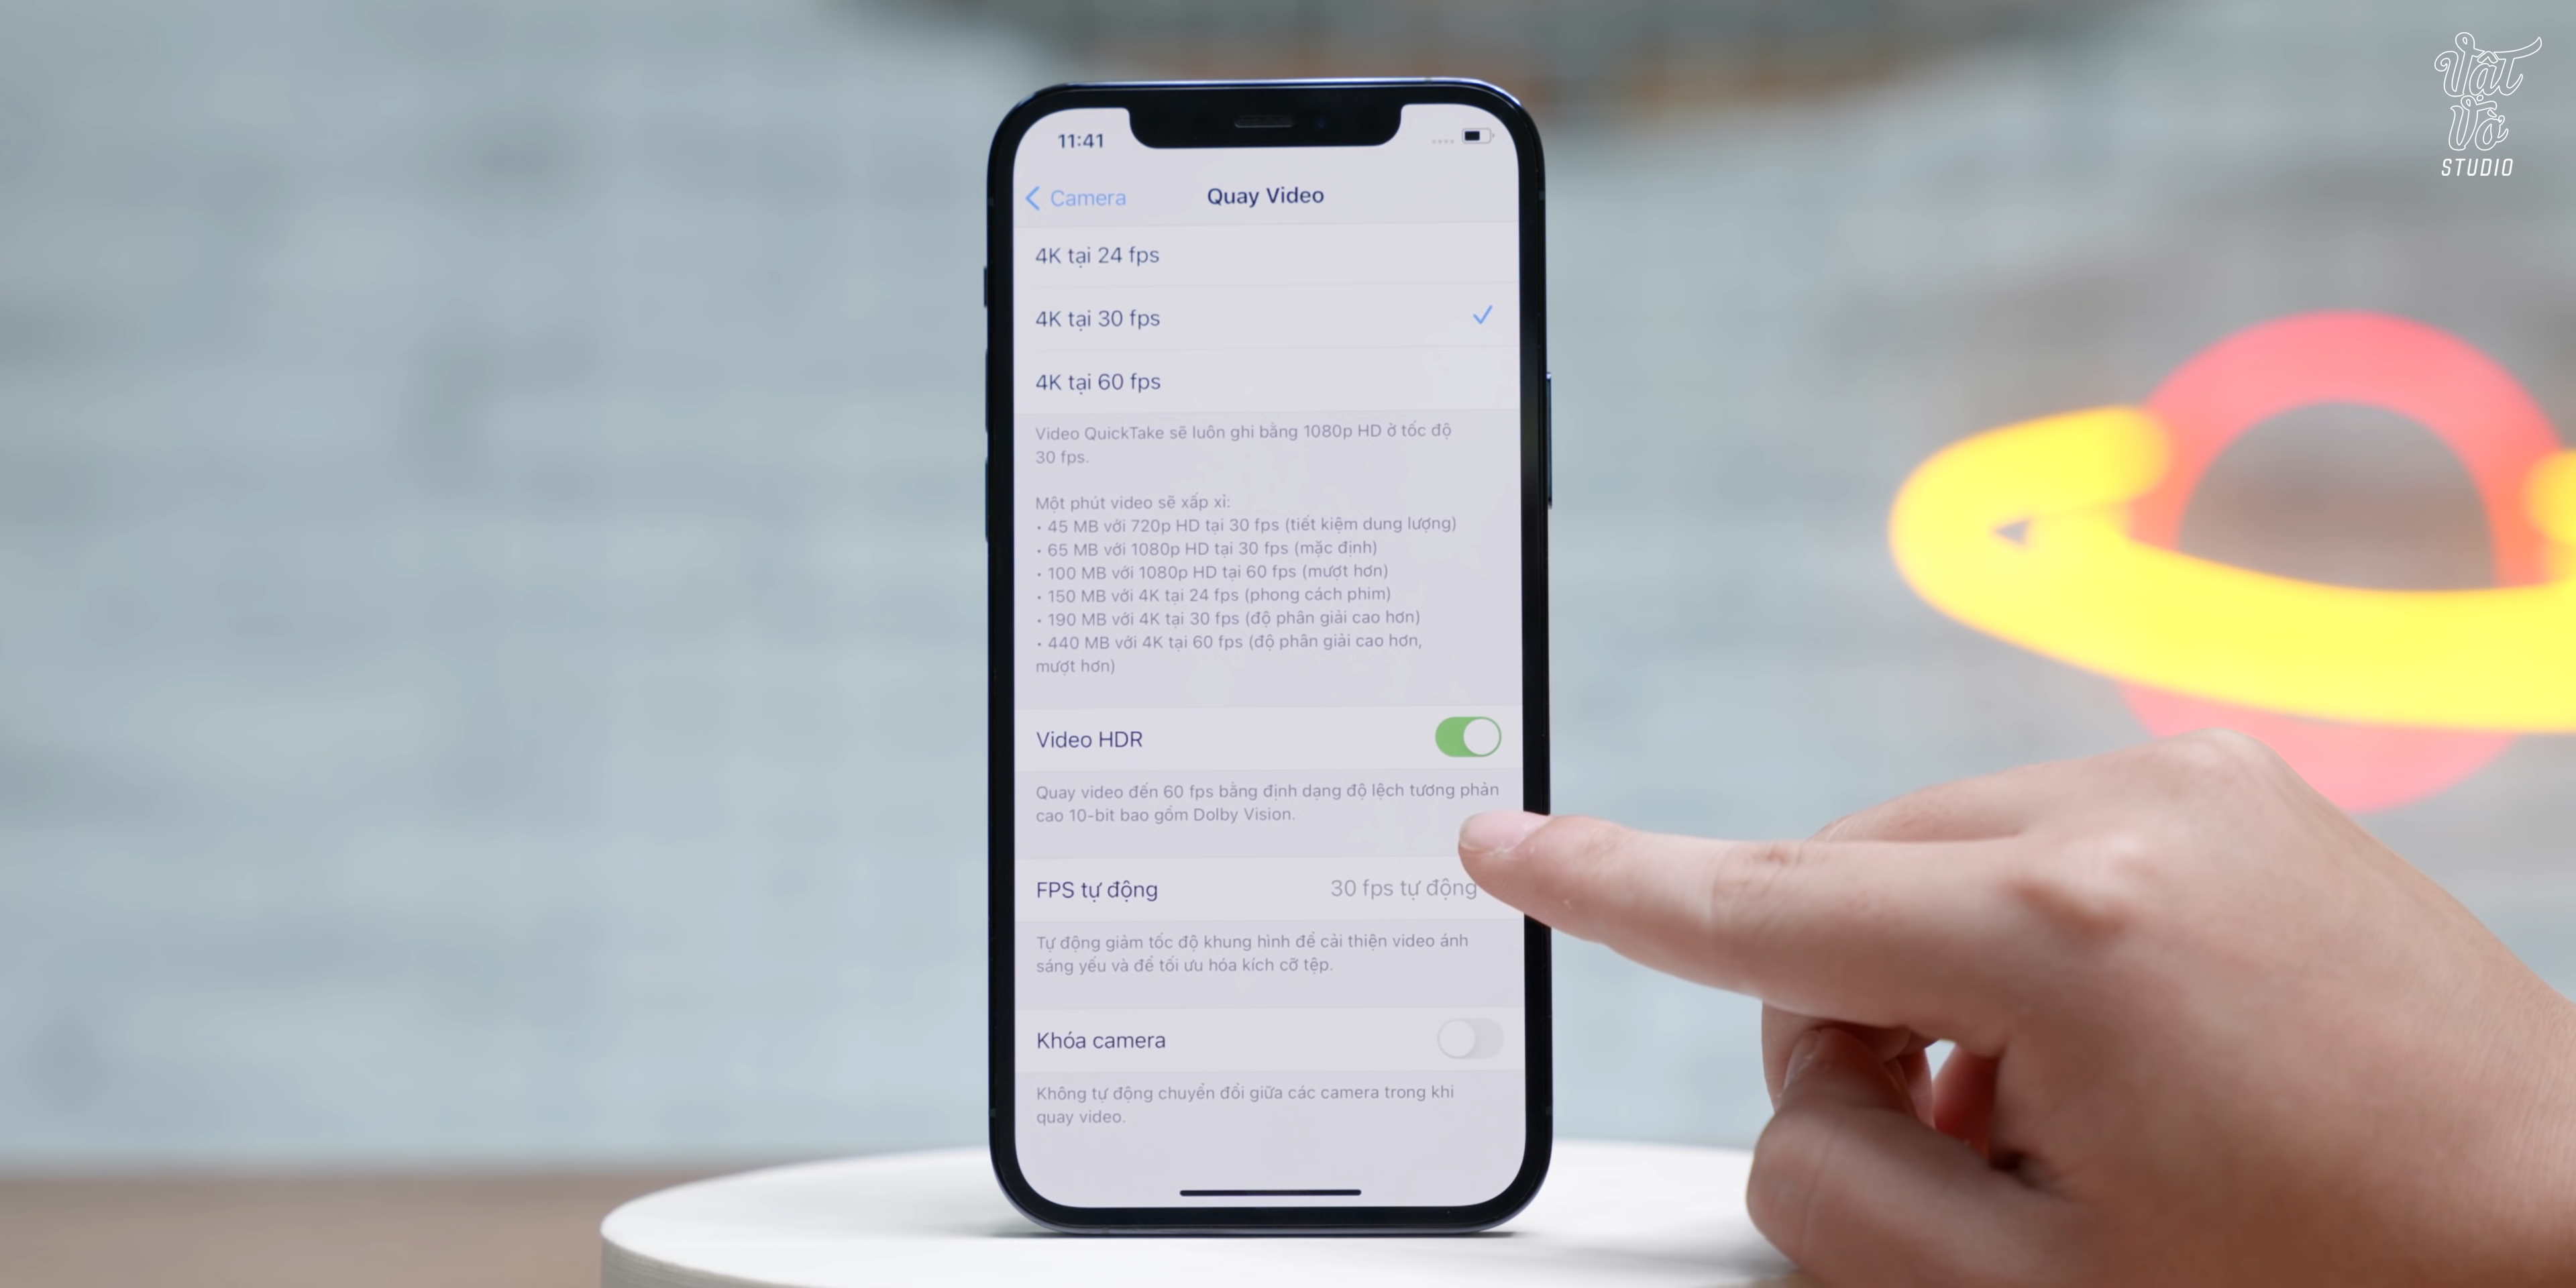 Vật
Vờ
STUDIO
11:41
Camera
Quay Video
4K tại 24 fps
4K tại 30 fps
4K tại 60 fps
Video QuickTake sẽ luôn ghi bằng 1080p HD ở tốc độ
30 fps.
Một phút video sẽ xấp xỉ:
• 45 MB với 720p HD tại 30 fps (tiết kiệm dung lượng)
• 65 MB với 1080p HD tại 30 fps (mặc định)
• 100 MB với 1080p HD tại 60 fps (mượt hơn)
• 150 MB với 4K tại 24 fps (phong cách phim)
• 190 MB với 4K tại 30 fps (độ phân giải cao hơn)
• 440 MB với 4K tại 60 fps (độ phân giải cao hơn,
mượt hơn)
Video HDR
Quay video đến 60 fps bằng định dạng độ lệch tương phản
cao 10-bit bao gồm Dolby Vision.
FPS tự động 30 fps tự động
Tự động giảm tốc độ khung hình để cải thiện video ánh
sáng yếu và để tối ưu hóa kích cỡ tệp.
Khóa camera
Không tự động chuyển đổi giữa các camera trong khi
quay video.